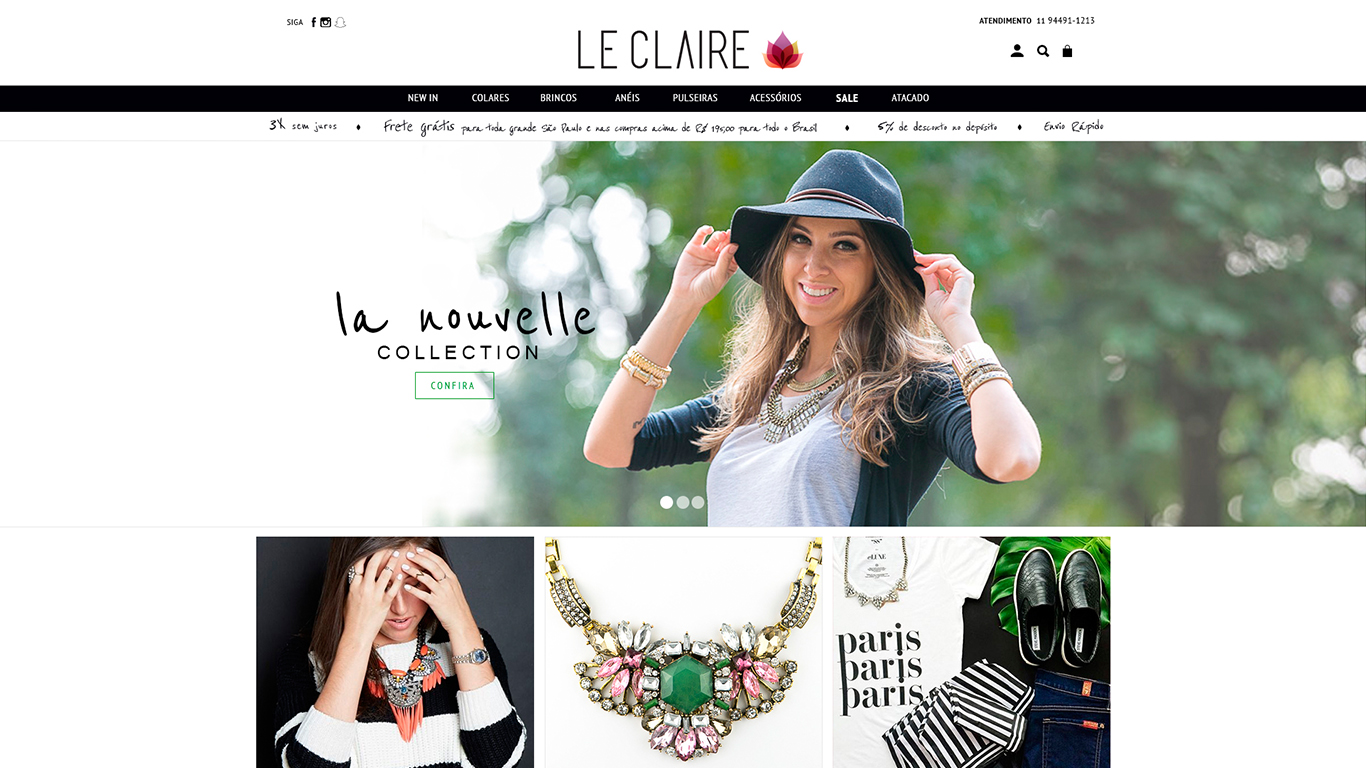 SIGA
ATENDIMENTO 11 94491-1213
LE CLAIRE
NEW IN COLARES BRINCOS ANÉIS PULSEIRAS ACESSÓRIOS SALE ATACADO
3X sem juros ♦ Frete grátis para toda grande São Paulo e nas compras acima de R$ 195,00 para todo o Brasil ♦ 5% de desconto no depósito ♦ Envio Rápido
la nouvelle
COLLECTION
CONFIRA
paris
paris
paris